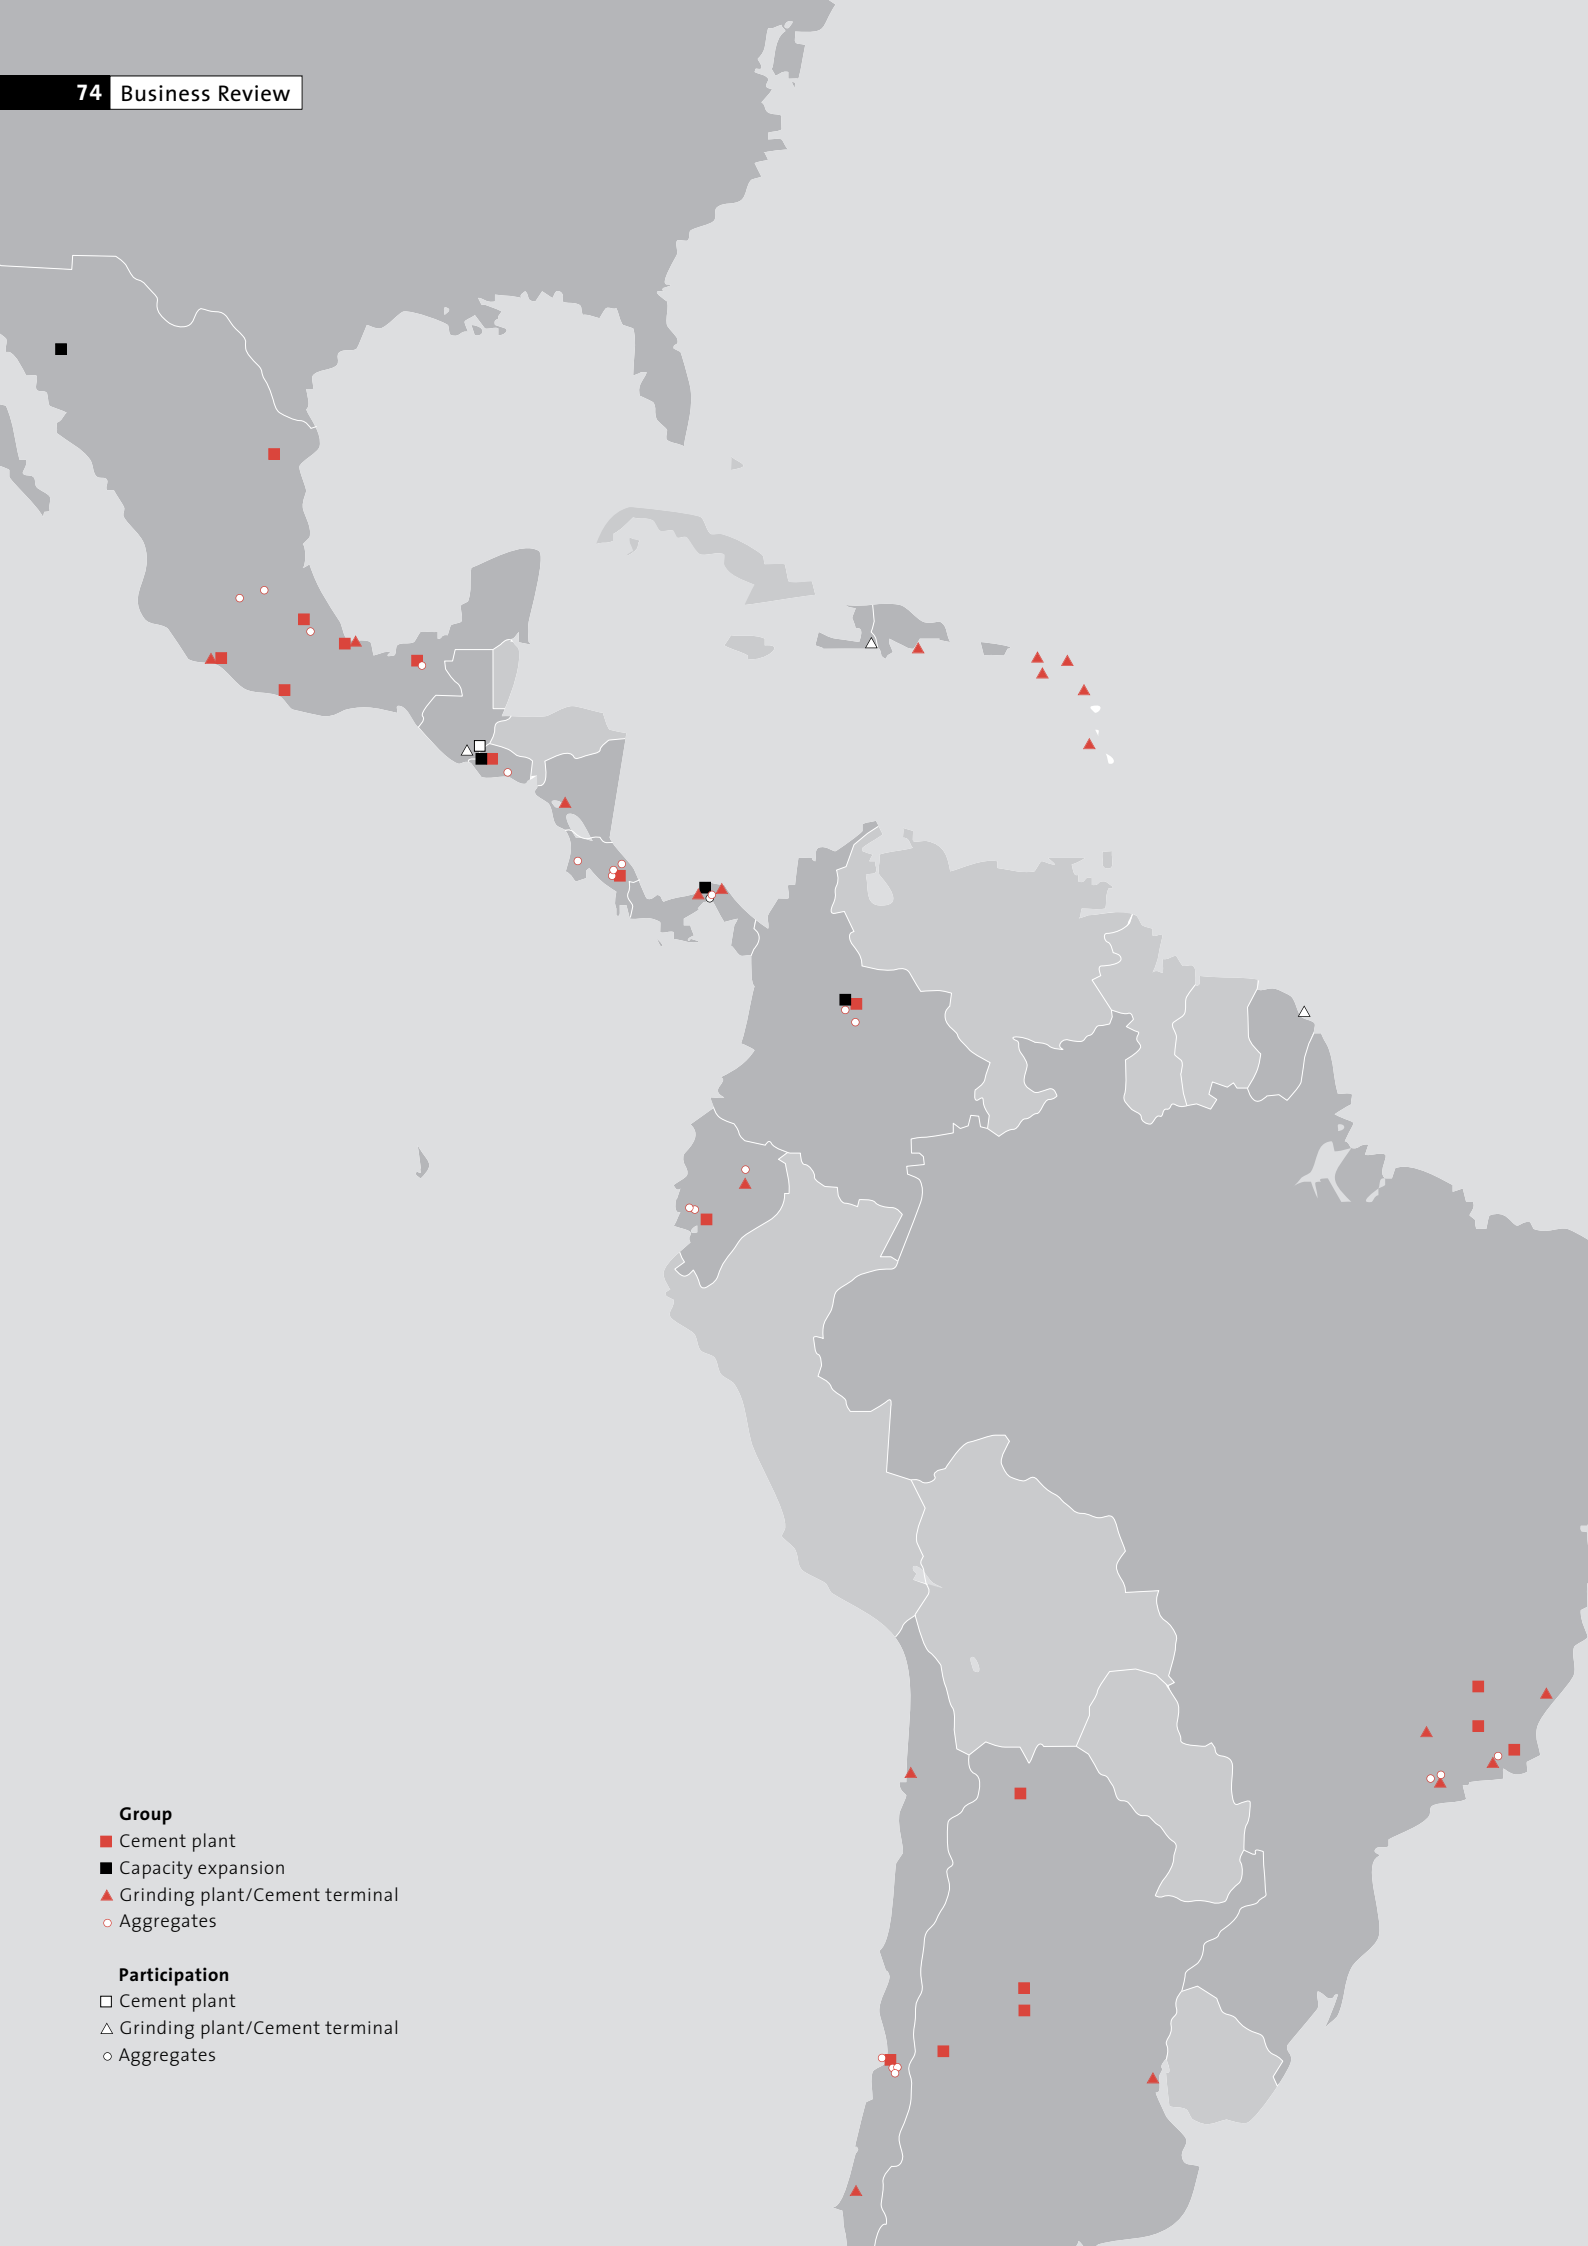 74 Business Review
Group
Cement plant
Capacity expansion
Grinding plant/Cement terminal
Aggregates
Participation
Cement plant
Grinding plant/Cement terminal
Aggregates